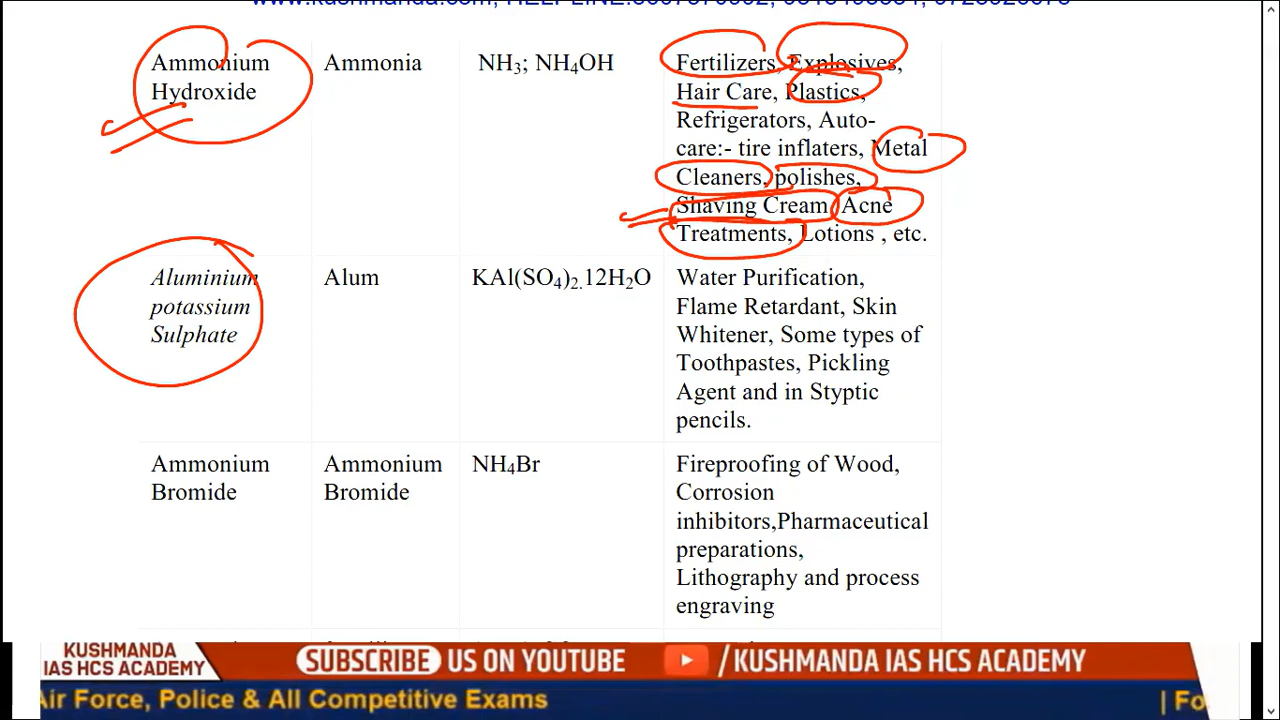 Ammonium Hydroxide
Ammonia
NH3; NH4OH
Fertilizers, Explosives,
Hair Care, Plastics,
Refrigerators, Auto-
care:- tire inflaters, Metal
Cleaners, polishes,
Shaving Cream, Acne
Treatments, Lotions , etc.
Aluminium
potassium
Sulphate
Alum
KAl(SO4)2.12H2O
Water Purification,
Flame Retardant, Skin
Whitener, Some types of
Toothpastes, Pickling
Agent and in Styptic
pencils.
Ammonium
Bromide
Ammonium
Bromide
NH4Br
Fireproofing of Wood,
Corrosion
inhibitors,Pharmaceutical
preparations,
Lithography and process
engraving
KUSHMANDA
IAS HCS ACADEMY
SUBSCRIBE US ON YOUTUBE /KUSHMANDA IAS HCS ACADEMY
Air Force, Police & All Competitive Exams | Fo